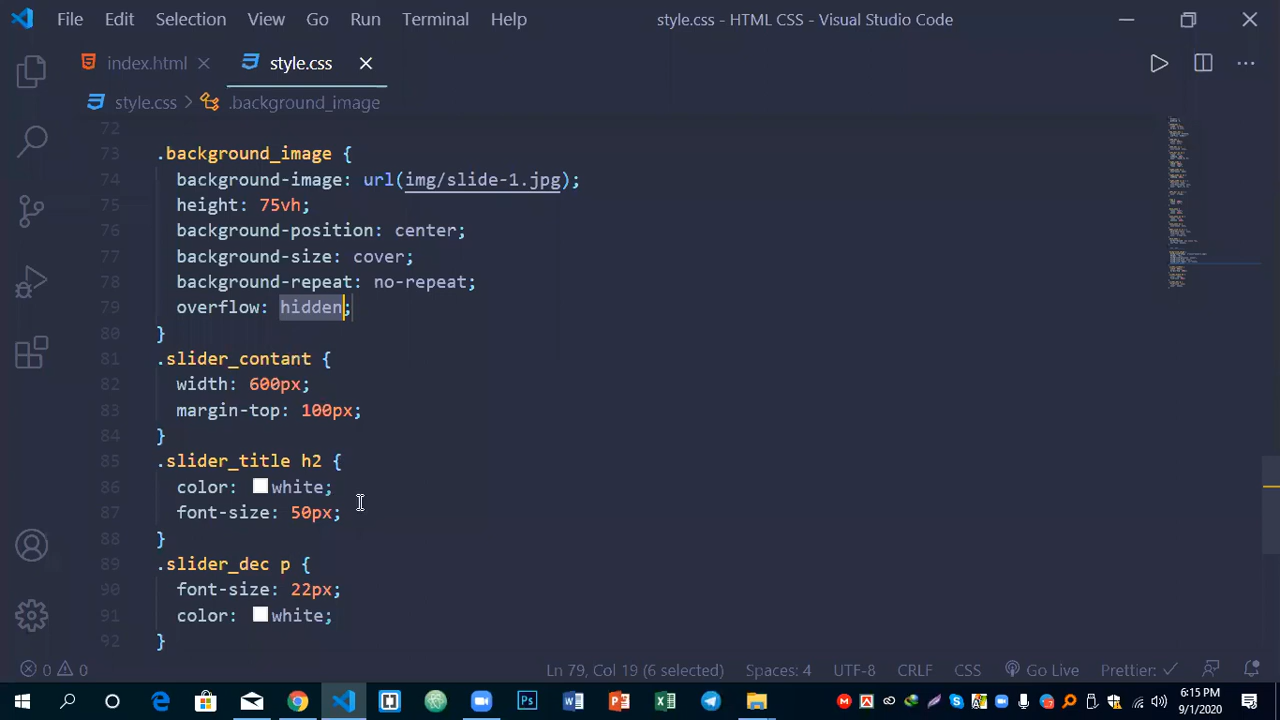 File Edit Selection View Go Run Terminal Help style.css - HTML CSS - Visual Studio Code
index.html style.css
style.css > .background_image
72
73 .background_image {
74 background-image: url(img/slide-1.jpg);
75 height: 75vh;
76 background-position: center;
77 background-size: cover;
78 background-repeat: no-repeat;
79 overflow: hidden;
80 }
81 .slider_contant {
82 width: 600px;
83 margin-top: 100px;
84 }
85 .slider_title h2 {
86 color: white;
87 font-size: 50px;
88 }
89 .slider_dec p {
90 font-size: 22px;
91 color: white;
92 }
0 0 Ln 79, Col 19 (6 selected) Spaces: 4 UTF-8 CRLF CSS Go Live Prettier: ✓
6:15 PM
9/1/2020